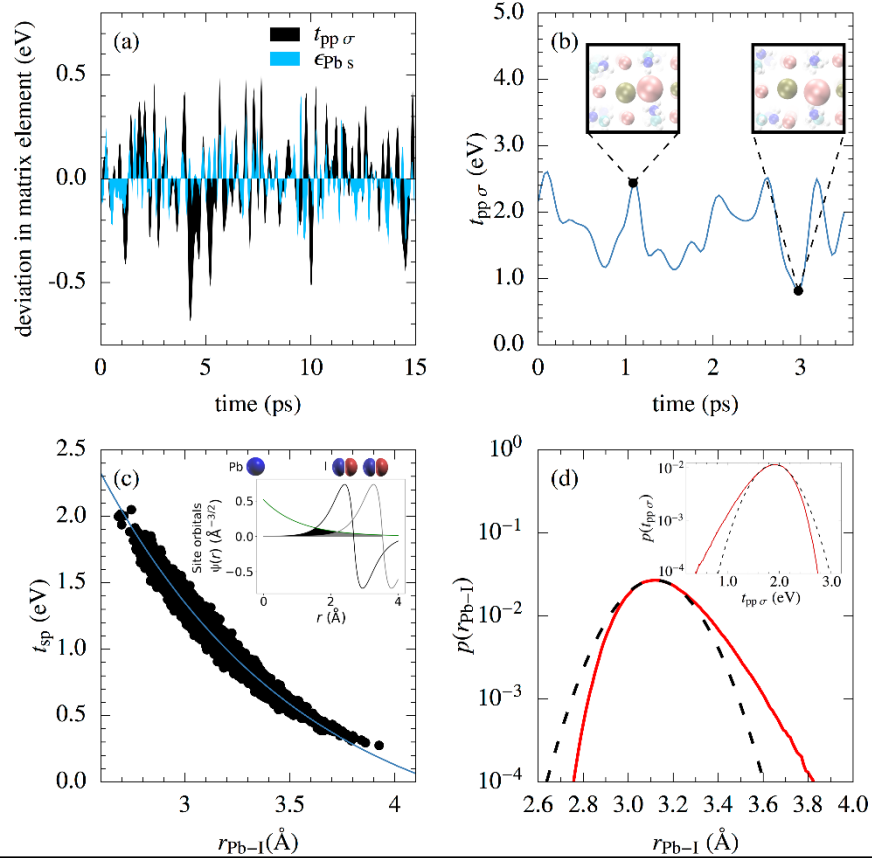 deviation in matrix element (eV)
0.5
0.0
-0.5
(a)
t_pp σ
ϵ_Pb s
0
5
10
15
time (ps)
t_pp σ (eV)
5.0
4.0
3.0
2.0
1.0
0.0
(b)
0
1
2
3
time (ps)
t_sp (eV)
2.5
2.0
1.5
1.0
0.5
0.0
(c)
Pb
I
Site orbitals
ψ(r) (Å^-3/2)
0.5
0.0
-0.5
0
2
4
r (Å)
3
3.5
4
r_Pb−I(Å)
p(r_Pb−I)
10^0
10^-1
10^-2
10^-3
10^-4
(d)
p(t_pp σ)
10^-2
10^-3
10^-4
1.0
2.0
3.0
t_pp σ (eV)
2.6
2.8
3.0
3.2
3.4
3.6
3.8
4.0
r_Pb−I (Å)